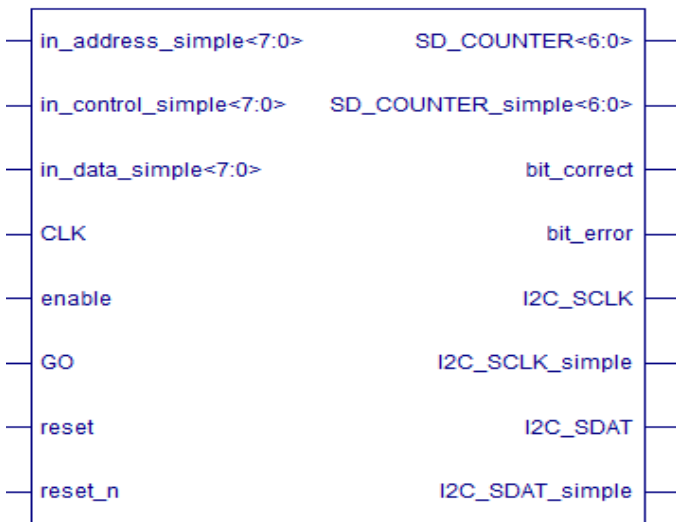 in_address_simple<7:0> SD_COUNTER<6:0>
in_control_simple<7:0> SD_COUNTER_simple<6:0>
in_data_simple<7:0> bit_correct
CLK bit_error
enable I2C_SCLK
GO I2C_SCLK_simple
reset I2C_SDAT
reset_n I2C_SDAT_simple